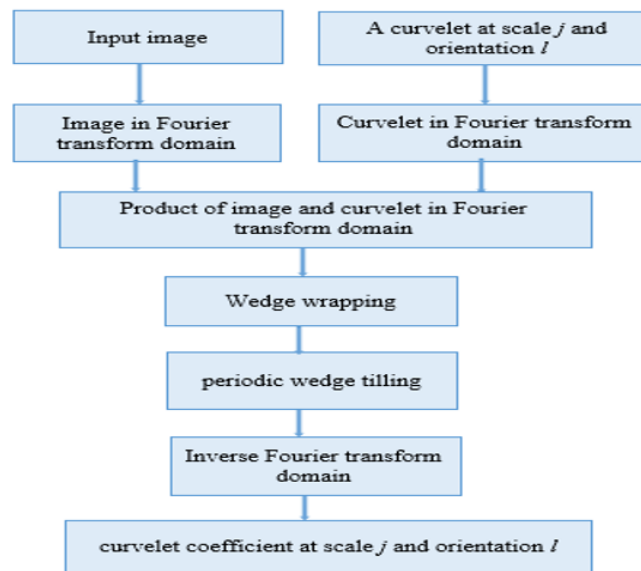 Input image
A curvelet at scale j and
orientation l
Image in Fourier
transform domain
Curvelet in Fourier transform
domain
Product of image and curvelet in Fourier
transform domain
Wedge wrapping
periodic wedge tilling
Inverse Fourier transform
domain
curvelet coefficient at scale j and orientation l